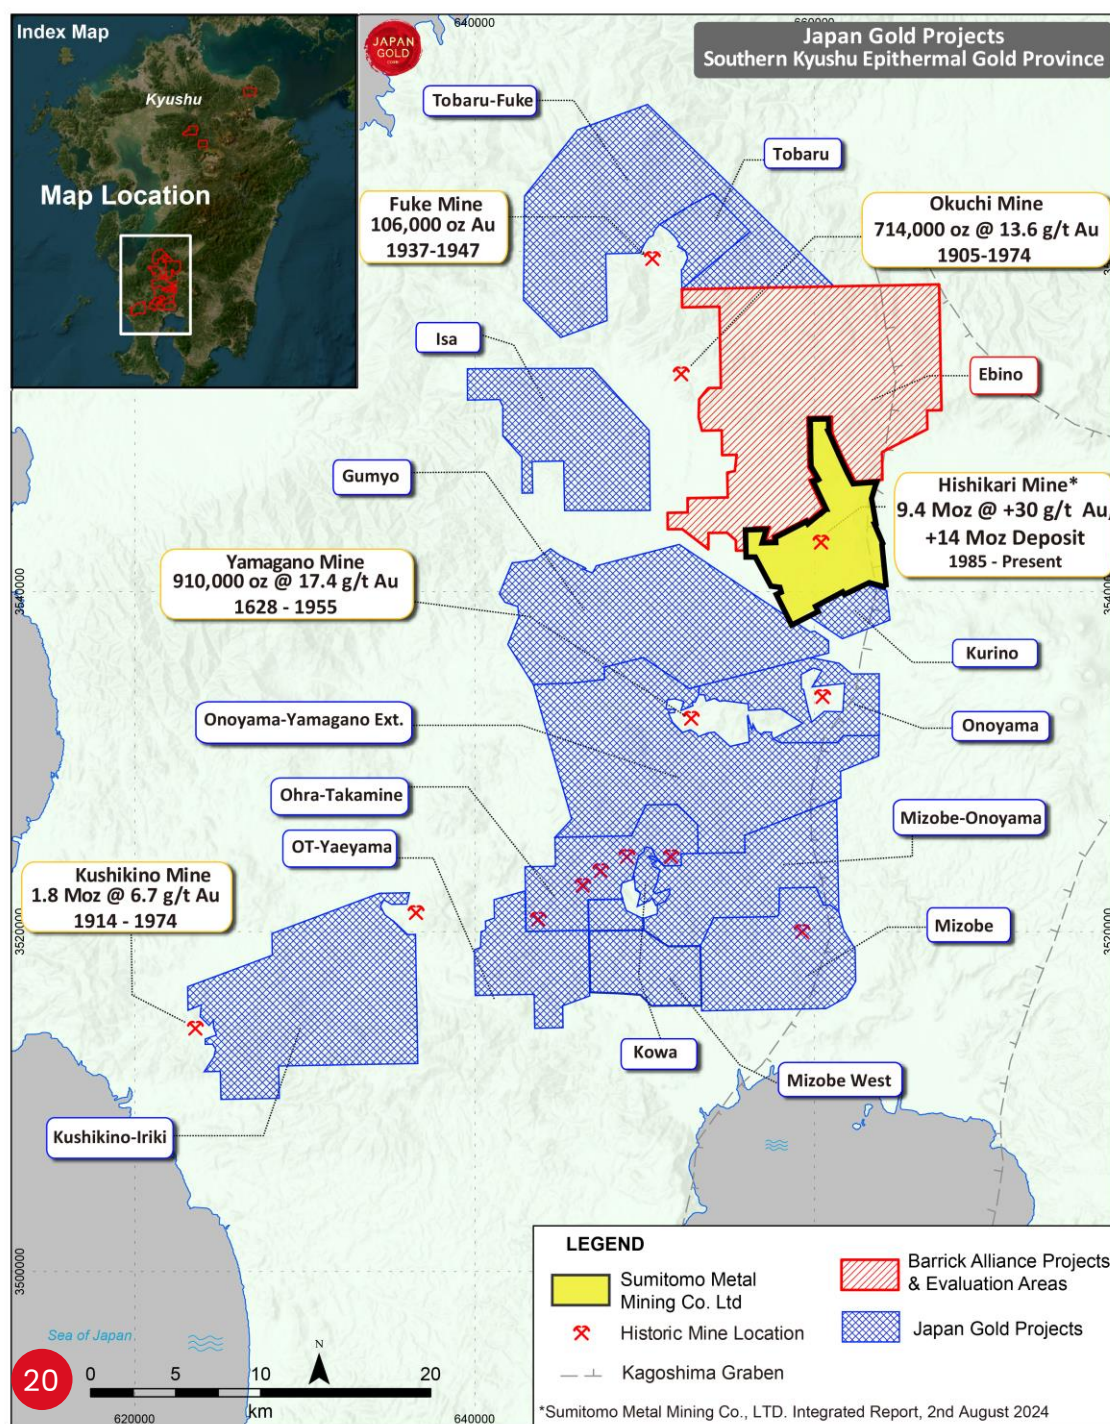 Index Map
Kyushu
Map Location
JAPAN
GOLD
CORP.
640000
660000
Japan Gold Projects
Southern Kyushu Epithermal Gold Province
Tobaru-Fuke
Tobaru
Fuke Mine
106,000 oz Au
1937-1947
Okuchi Mine
714,000 oz @ 13.6 g/t Au
1905-1974
Isa
Ebino
Gumyo
Hishikari Mine*
9.4 Moz @ +30 g/t Au,
+14 Moz Deposit
1985 - Present
Yamagano Mine
910,000 oz @ 17.4 g/t Au
1628 - 1955
3540000
3540000
Kurino
Onoyama-Yamagano Ext.
Onoyama
Ohra-Takamine
Mizobe-Onoyama
OT-Yaeyama
Kushikino Mine
1.8 Moz @ 6.7 g/t Au
1914 - 1974
3520000
3520000
Mizobe
Kowa
Mizobe West
Kushikino-Iriki
3500000
Sea of Japan
N
20
0 5 10 20
km
620000
640000
LEGEND
Sumitomo Metal
Mining Co. Ltd
Historic Mine Location
Kagoshima Graben
Barrick Alliance Projects
& Evaluation Areas
Japan Gold Projects
*Sumitomo Metal Mining Co., LTD. Integrated Report, 2nd August 2024